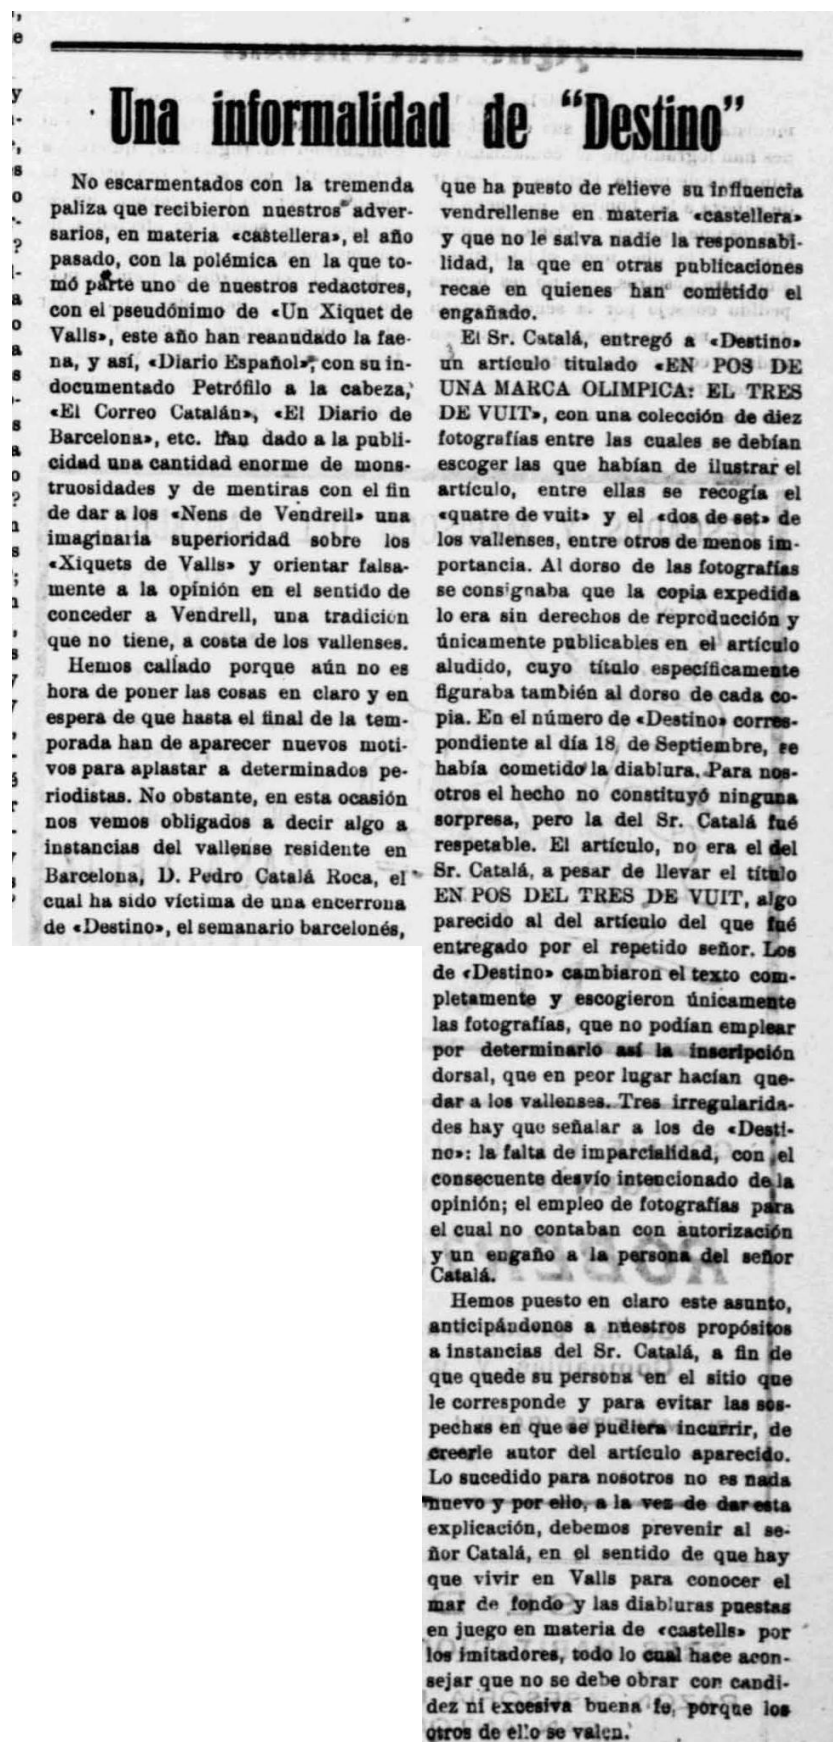 Una informalidad de "Destino"
No escarmentados con la tremenda
paliza que recibieron nuestros adver-
sarios, en materia «castellera», el año
pasado, con la polémica en la que to-
mó parte uno de nuestros redactores,
con el pseudónimo de «Un Xiquet de
Valls», este año han reanudado la fae-
na, y así, «Diario Español», con su in-
documentado Petrófilo a la cabeza,
«El Correo Catalán», «El Diario de
Barcelona», etc. han dado a la publi-
cidad una cantidad enorme de mons-
truosidades y de mentiras con el fin
de dar a los «Nens de Vendrell» una
imaginaria superioridad sobre los
«Xiquets de Valls» y orientar falsa-
mente a la opinión en el sentido de
conceder a Vendrell, una tradición
que no tiene, a costa de los vallenses.
Hemos callado porque aún no es
hora de poner las cosas en claro y en
espera de que hasta el final de la tem-
porada han de aparecer nuevos moti-
vos para aplastar a determinados pe-
riodistas. No obstante, en esta ocasión
nos vemos obligados a decir algo a
instancias del vallense residente en
Barcelona, D. Pedro Catalá Roca, el
cual ha sido víctima de una encerrona
de «Destino», el semanario barcelonés,
que ha puesto de relieve su influencia
vendrellense en materia «castellera»
y que no le salva nadie la responsabi-
lidad, la que en otras publicaciones
recae en quienes han cometido el
engañado.
El Sr. Catalá, entregó a «Destino»
un artículo titulado «EN POS DE
UNA MARCA OLIMPICA: EL TRES
DE VUIT», con una colección de diez
fotografías entre las cuales se debían
escoger las que habían de ilustrar el
artículo, entre ellas se recogía el
«quatre de vuit» y el «dos de set» de
los vallenses, entre otros de menos im-
portancia. Al dorso de las fotografías
se consignaba que la copia expedida
lo era sin derechos de reproducción y
únicamente publicables en el artículo
aludido, cuyo título específicamente
figuraba también al dorso de cada co-
pia. En el número de «Destino» corres-
pondiente al día 18, de Septiembre, se
había cometido la diablura. Para nos-
otros el hecho no constituyó ninguna
sorpresa, pero la del Sr. Catalá fué
respetable. El artículo, no era el del
Sr. Catalá, a pesar de llevar el título
EN POS DEL TRES DE VUIT, algo
parecido al del artículo del que fué
entregado por el repetido señor. Los
de «Destino» cambiaron el texto com-
pletamente y escogieron únicamente
las fotografías, que no podían emplear
por determinarlo así la inscripción
dorsal, que en peor lugar hacían que-
dar a los vallenses. Tres irregularida-
des hay que señalar a los de «Desti-
no»: la falta de imparcialidad, con el
consecuente desvío intencionado de la
opinión; el empleo de fotografías para
el cual no contaban con autorización
y un engaño a la persona del señor
Catalá.
Hemos puesto en claro este asunto,
anticipándonos a nuestros propósitos
a instancias del Sr. Catalá, a fin de
que quede su persona en el sitio que
le corresponde y para evitar las sos-
pechas en que se pudiera incurrir, de
creerle autor del artículo aparecido.
Lo sucedido para nosotros no es nada
nuevo y por ello, a la vez de dar esta
explicación, debemos prevenir al se-
ñor Catalá, en el sentido de que hay
que vivir en Valls para conocer el
mar de fondo y las diabluras puestas
en juego en materia de «castells» por
los imitadores, todo lo cual hace acon-
sejar que no se debe obrar con candi-
dez ni excesiva buena fe, porque los
otros de ello se valen.